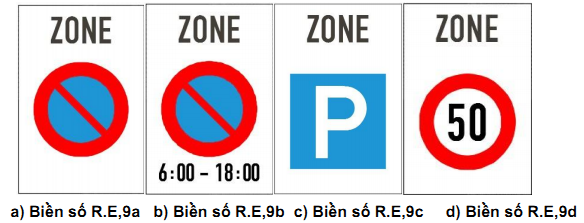 ZONE ZONE ZONE ZONE
P 50
6:00 - 18:00
a) Biển số R.E,9a b) Biển số R.E,9b c) Biển số R.E,9c d) Biển số R.E,9d